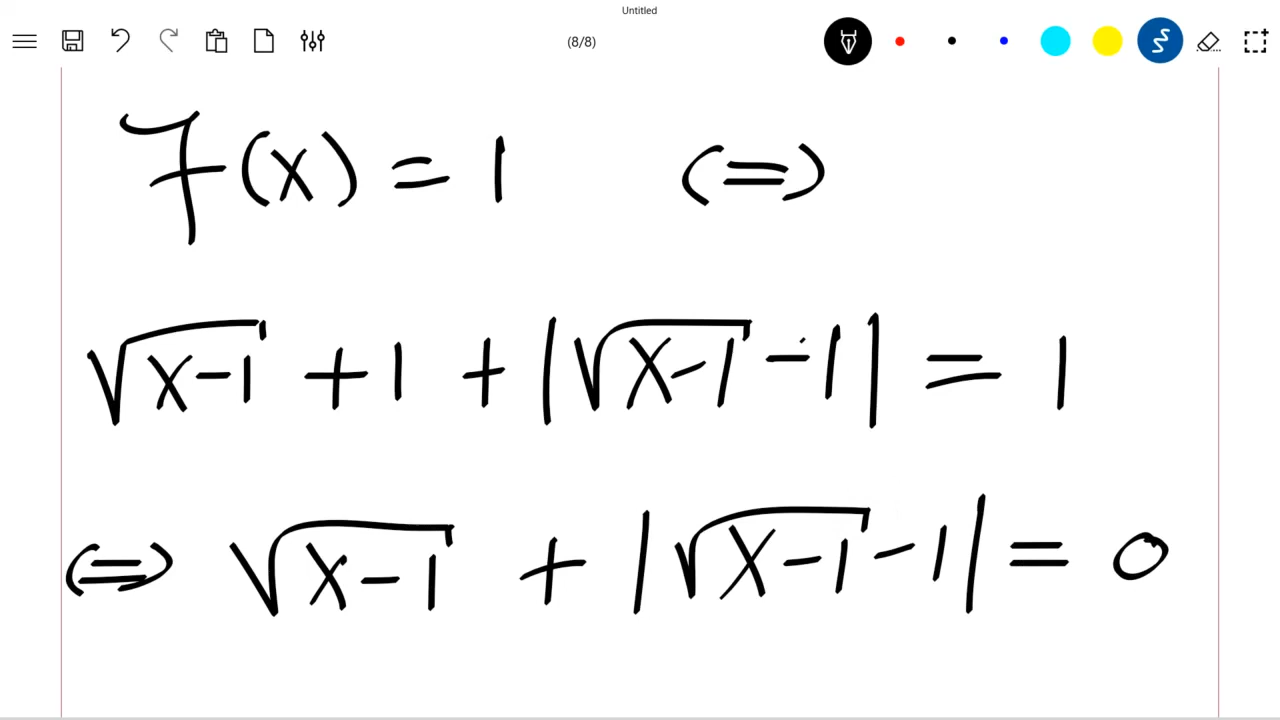 Untitled
(8/8)
F(x) = 1 (=)
√x-1 + 1 + |√x-1 - 1| = 1
(=) √x-1 + |√x-1 - 1| = 0